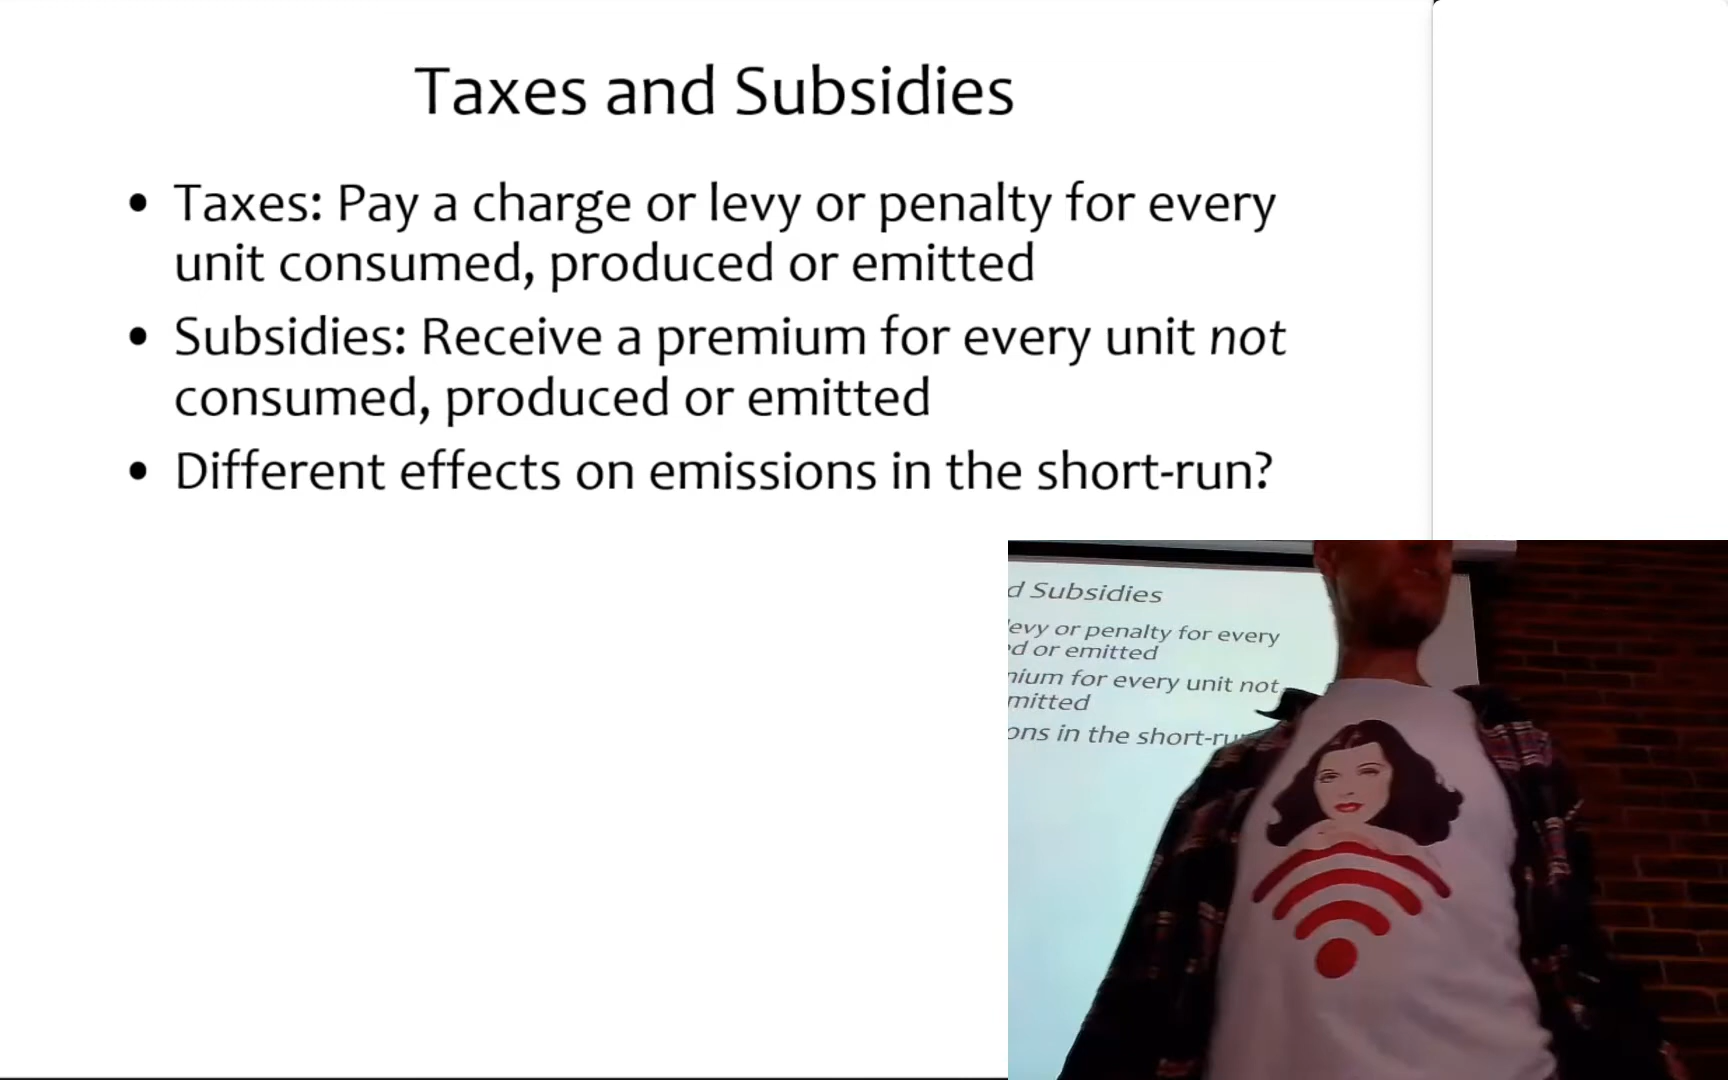 Taxes and Subsidies
• Taxes: Pay a charge or levy or penalty for every
unit consumed, produced or emitted
• Subsidies: Receive a premium for every unit not
consumed, produced or emitted
• Different effects on emissions in the short-run?
d Subsidies
levy or penalty for every
d or emitted
nium for every unit not
mitted
ons in the short-ru